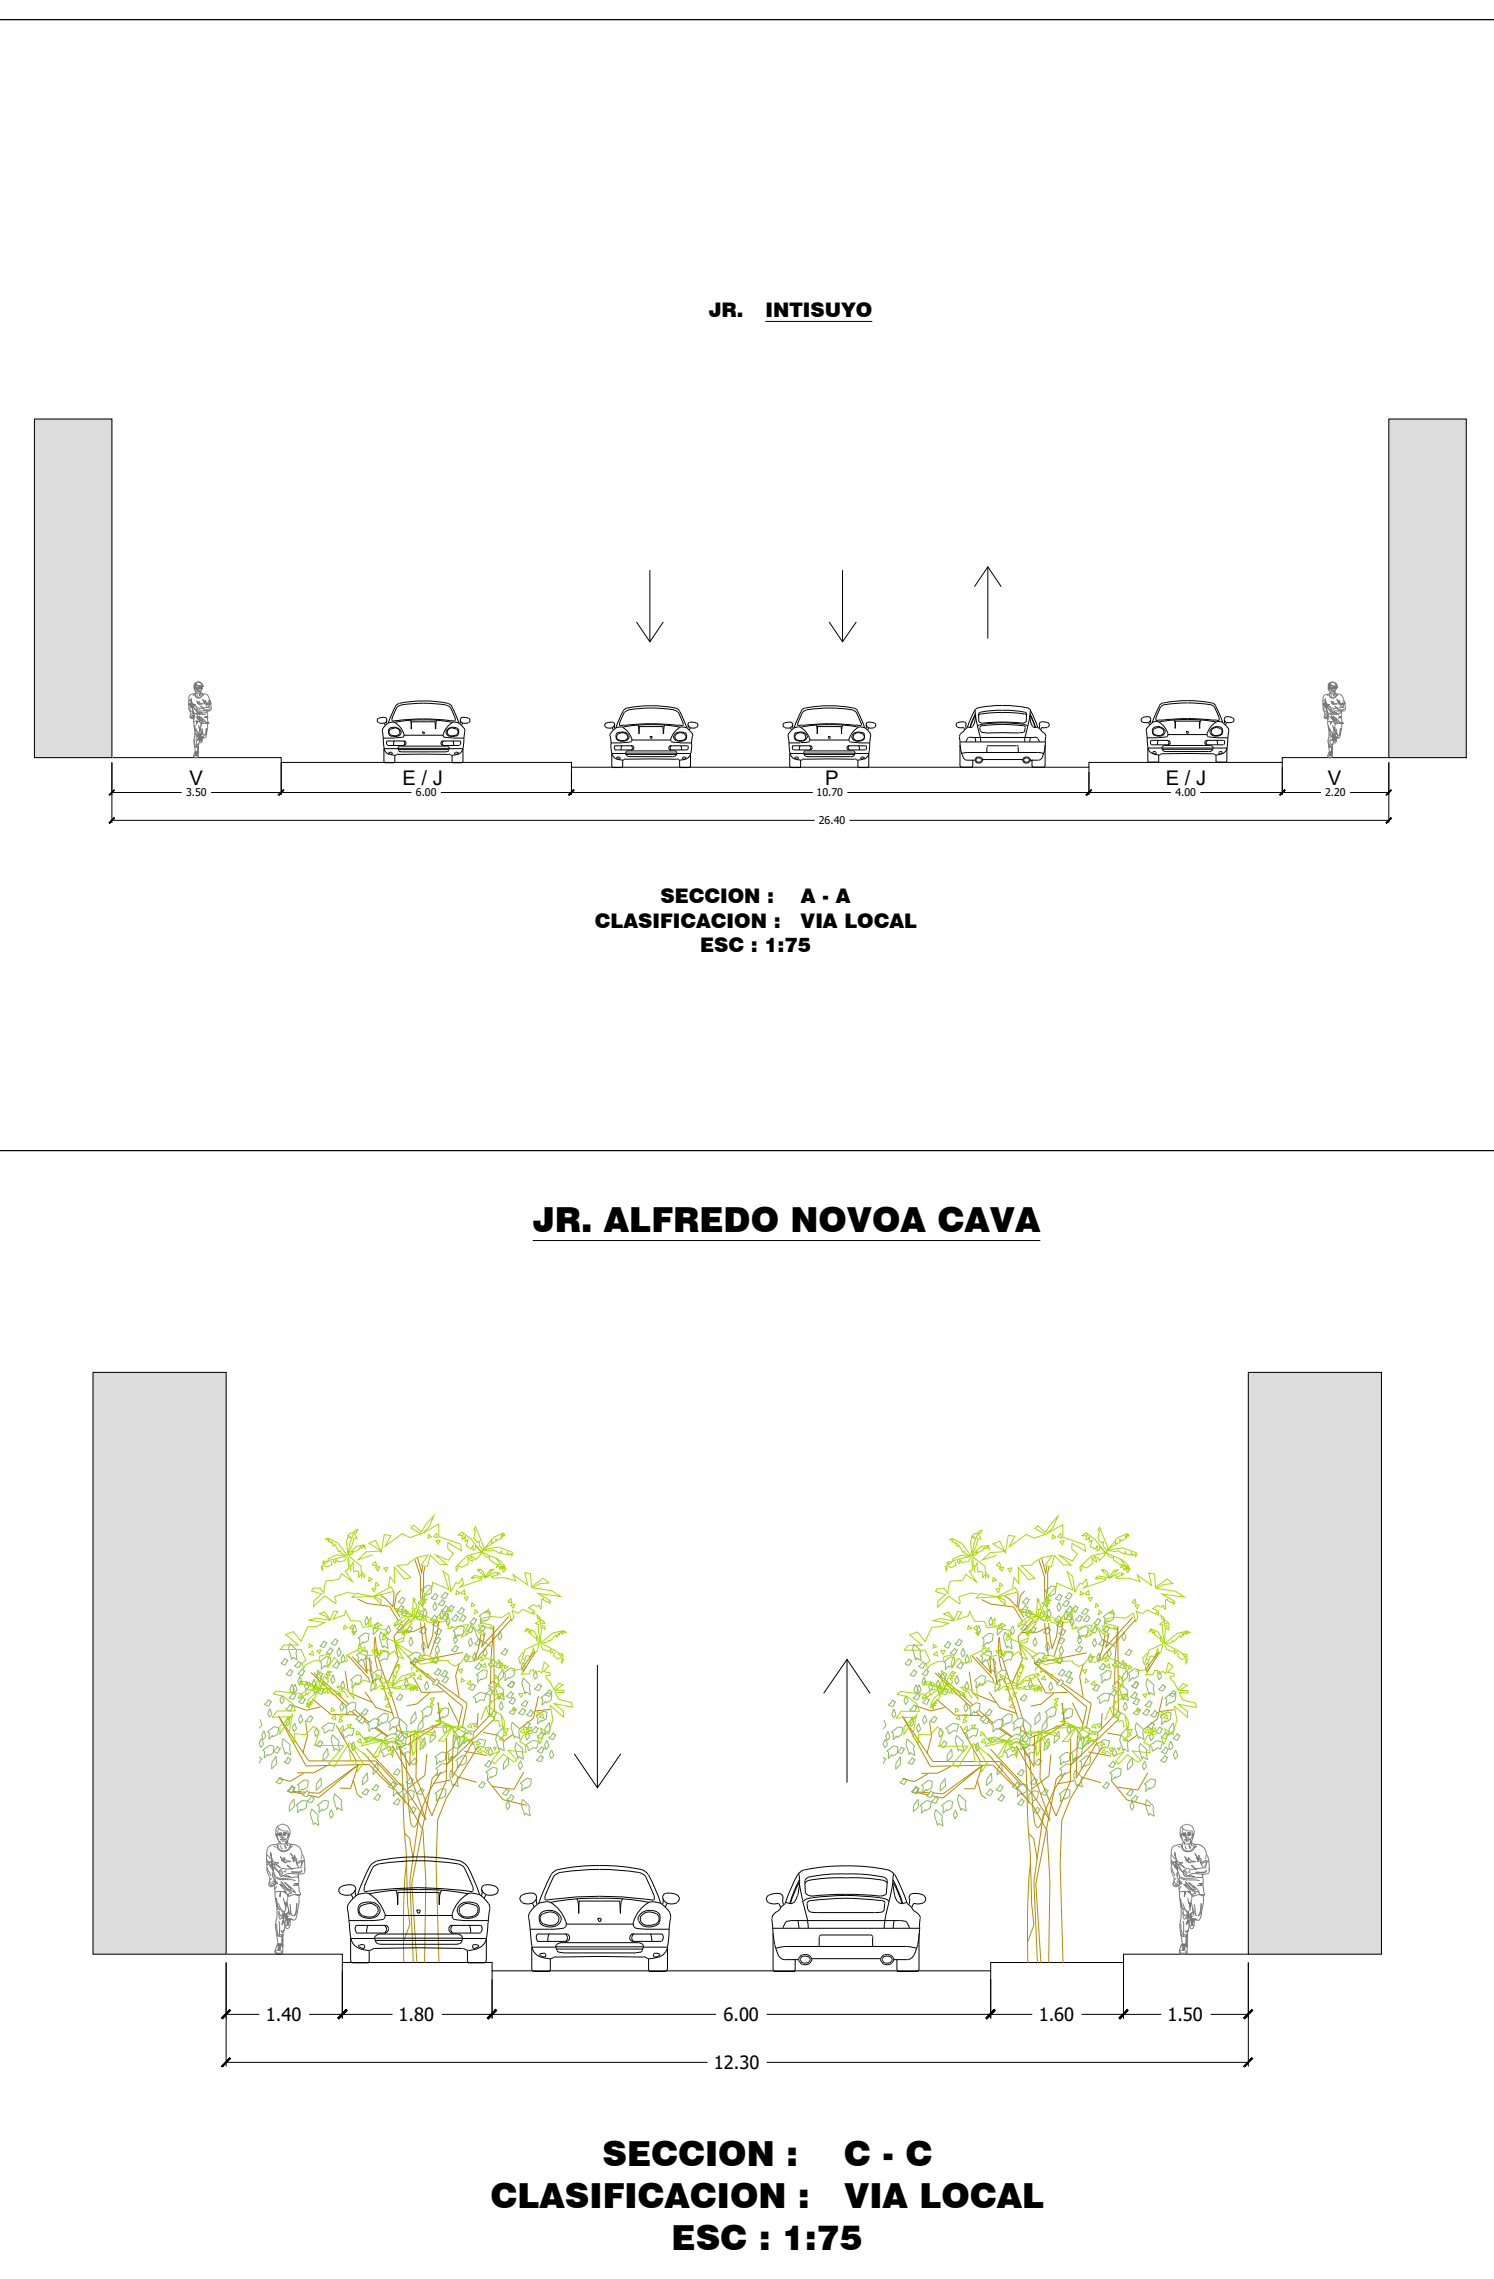 JR. INTISUYO
V E / J P E / J V
3.50 6.00 10.70 4.00 2.20
26.40
SECCION : A - A
CLASIFICACION : VIA LOCAL
ESC : 1:75
JR. ALFREDO NOVOA CAVA
1.40 1.80 6.00 1.60 1.50
12.30
SECCION : C - C
CLASIFICACION : VIA LOCAL
ESC : 1:75